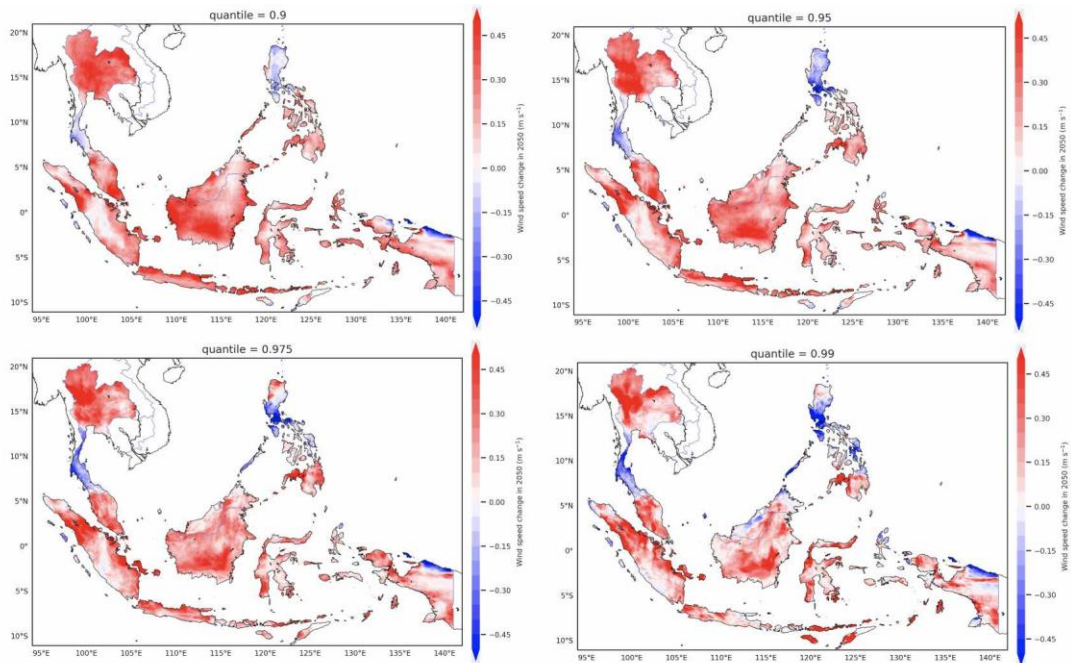 quantile = 0.9
20°N
15°N
10°N
5°N
0°
5°S
10°S
95°E 100°E 105°E 110°E 115°E 120°E 125°E 130°E 135°E 140°E
0.45
0.30
0.15
0.00
−0.15
−0.30
−0.45
Wind speed change in 2050 (m s⁻¹)
quantile = 0.95
20°N
15°N
10°N
5°N
0°
5°S
10°S
95°E 100°E 105°E 110°E 115°E 120°E 125°E 130°E 135°E 140°E
0.45
0.30
0.15
0.00
−0.15
−0.30
−0.45
Wind speed change in 2050 (m s⁻¹)
quantile = 0.975
20°N
15°N
10°N
5°N
0°
5°S
10°S
95°E 100°E 105°E 110°E 115°E 120°E 125°E 130°E 135°E 140°E
0.45
0.30
0.15
0.00
−0.15
−0.30
−0.45
Wind speed change in 2050 (m s⁻¹)
quantile = 0.99
20°N
15°N
10°N
5°N
0°
5°S
10°S
95°E 100°E 105°E 110°E 115°E 120°E 125°E 130°E 135°E 140°E
0.45
0.30
0.15
0.00
−0.15
−0.30
−0.45
Wind speed change in 2050 (m s⁻¹)